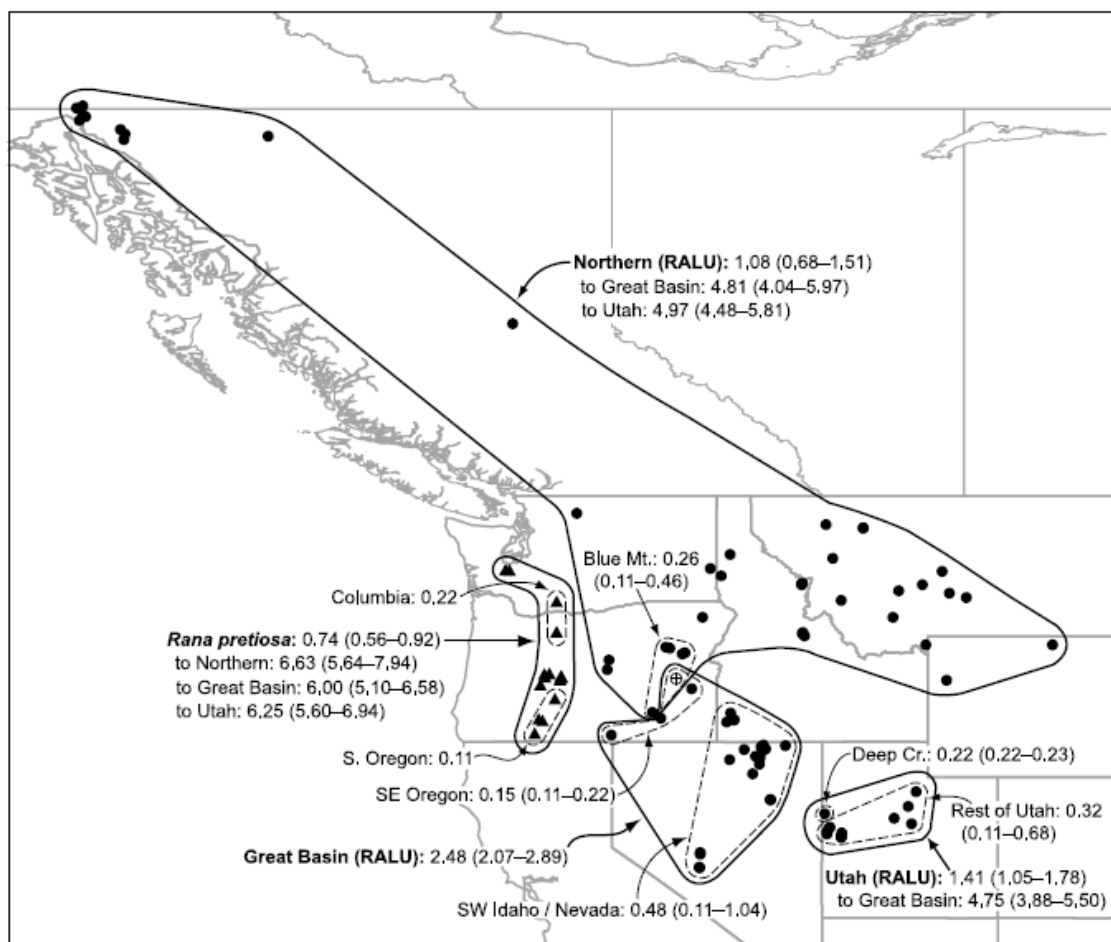 Northern (RALU): 1,08 (0,68–1,51)
to Great Basin: 4.81 (4.04–5.97)
to Utah: 4,97 (4,48–5,81)
Blue Mt.: 0.26
(0.11–0.46)
Columbia: 0,22
Rana pretiosa: 0.74 (0.56–0.92)
to Northern: 6,63 (5,64–7,94)
to Great Basin: 6,00 (5,10–6,58)
to Utah: 6.25 (5.60–6.94)
S. Oregon: 0.11
SE Oregon: 0.15 (0.11–0.22)
Great Basin (RALU): 2.48 (2.07–2.89)
SW Idaho / Nevada: 0.48 (0.11–1.04)
Deep Cr.: 0.22 (0.22–0.23)
Rest of Utah: 0.32
(0.11–0.68)
Utah (RALU): 1.41 (1.05–1.78)
to Great Basin: 4,75 (3,88–5,50)